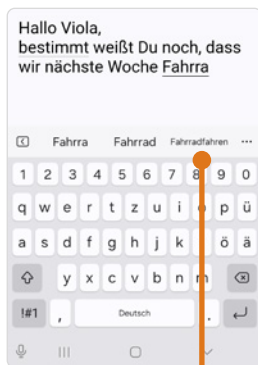 Hallo Viola,
bestimmt weißt Du noch, dass
wir nächste Woche Fahrra
Fahrra Fahrrad Fahrradfahren ...
1 2 3 4 5 6 7 8 9 0
q w e r t z u i p ü
a s d f g h j k ö ä
y x c v b n m
!#1 , Deutsch .